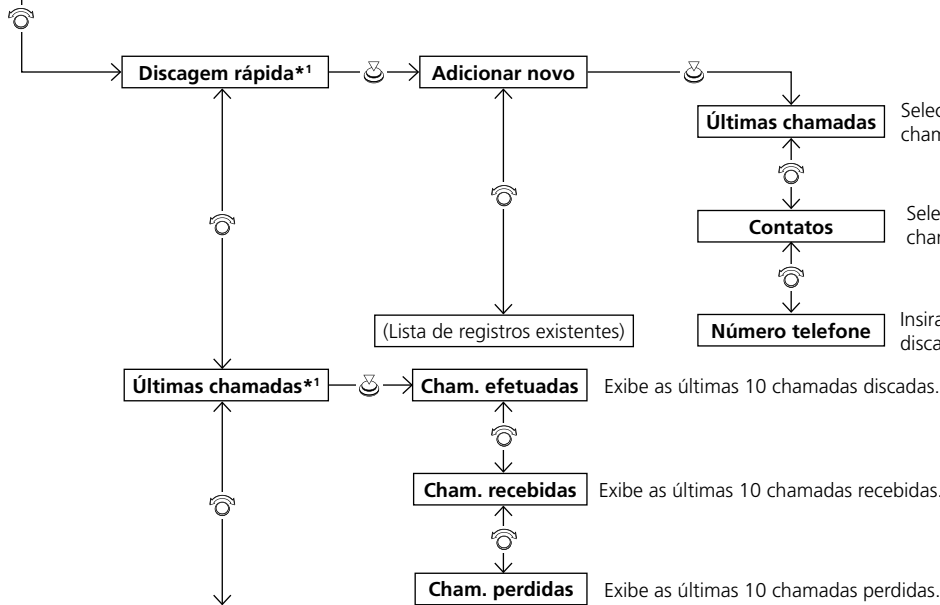 Discagem rápida*1
Adicionar novo
Últimas chamadas
Contatos
Número telefone
(Lista de registros existentes)
Últimas chamadas*1
Cham. efetuadas
Exibe as últimas 10 chamadas discadas.
Cham. recebidas
Exibe as últimas 10 chamadas recebidas.
Cham. perdidas
Exibe as últimas 10 chamadas perdidas.